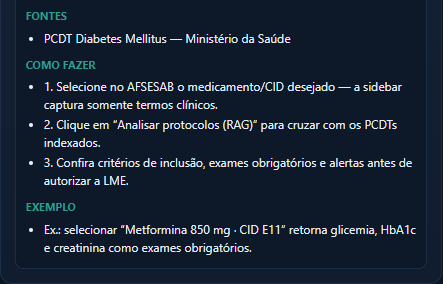 FONTES
• PCDT Diabetes Mellitus — Ministério da Saúde
COMO FAZER
• 1. Selecione no AFSESAB o medicamento/CID desejado — a sidebar
captura somente termos clínicos.
• 2. Clique em “Analisar protocolos (RAG)” para cruzar com os PCDTs
indexados.
• 3. Confira critérios de inclusão, exames obrigatórios e alertas antes de
autorizar a LME.
EXEMPLO
• Ex.: selecionar “Metformina 850 mg · CID E11” retorna glicemia, HbA1c
e creatinina como exames obrigatórios.